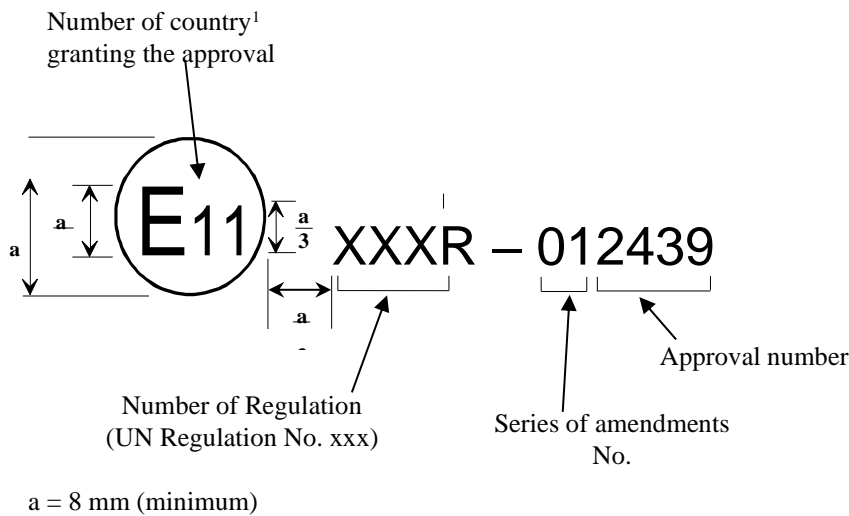 Number of country1
granting the approval
E11
a
a
a
3
XXXR – 012439
a
Approval number
Number of Regulation
(UN Regulation No. xxx)
Series of amendments
No.
a = 8 mm (minimum)